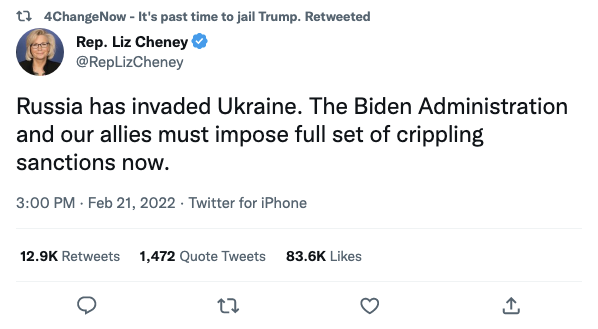 4ChangeNow - It's past time to jail Trump. Retweeted
Rep. Liz Cheney
@RepLizCheney
Russia has invaded Ukraine. The Biden Administration
and our allies must impose full set of crippling
sanctions now.
3:00 PM · Feb 21, 2022 · Twitter for iPhone
12.9K Retweets 1,472 Quote Tweets 83.6K Likes